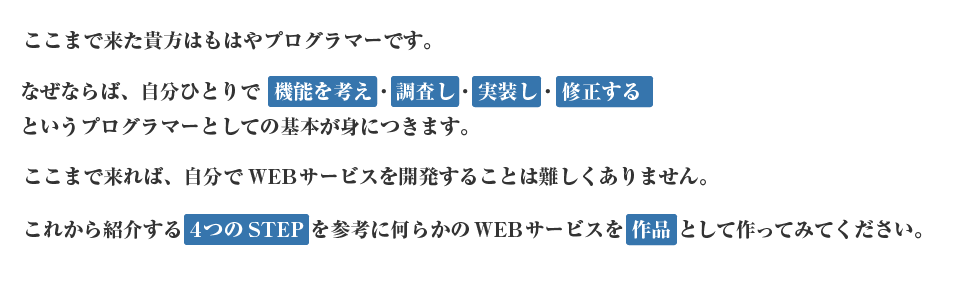 ここまで来た貴方はもはやプログラマーです。
なぜならば、自分ひとりで 機能を考え・調査し・実装し・修正する
というプログラマーとしての基本が身につきます。
ここまで来れば、自分でWEBサービスを開発することは難しくありません。
これから紹介する4つのSTEPを参考に何らかのWEBサービスを作品として作ってみてください。